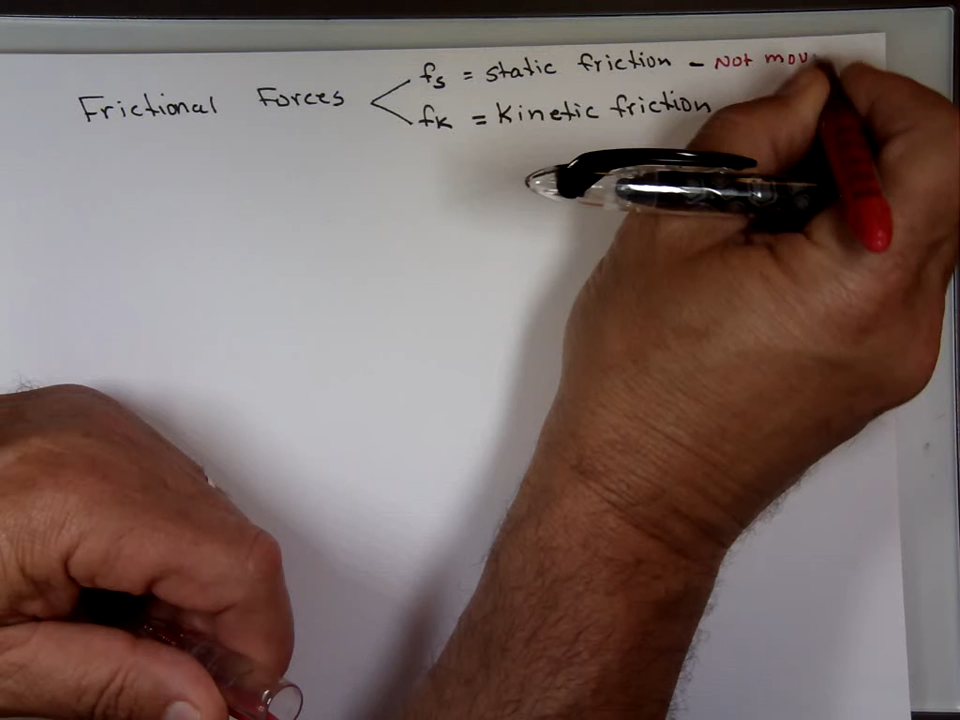 Frictional Forces
fs = static friction - Not mov
fK = Kinetic friction